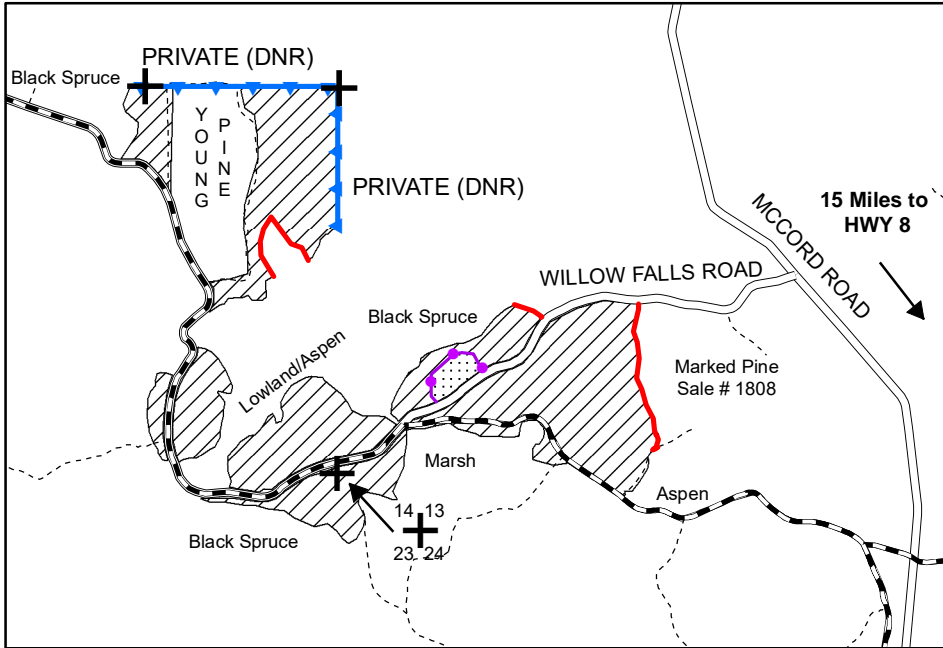 PRIVATE (DNR)
Black Spruce
YOUNG
PINE
PRIVATE (DNR)
15 Miles to
HWY 8
MCCORD ROAD
WILLOW FALLS ROAD
Black Spruce
Lowland/Aspen
Marked Pine
Sale # 1808
Marsh
Aspen
14 13
23 24
Black Spruce